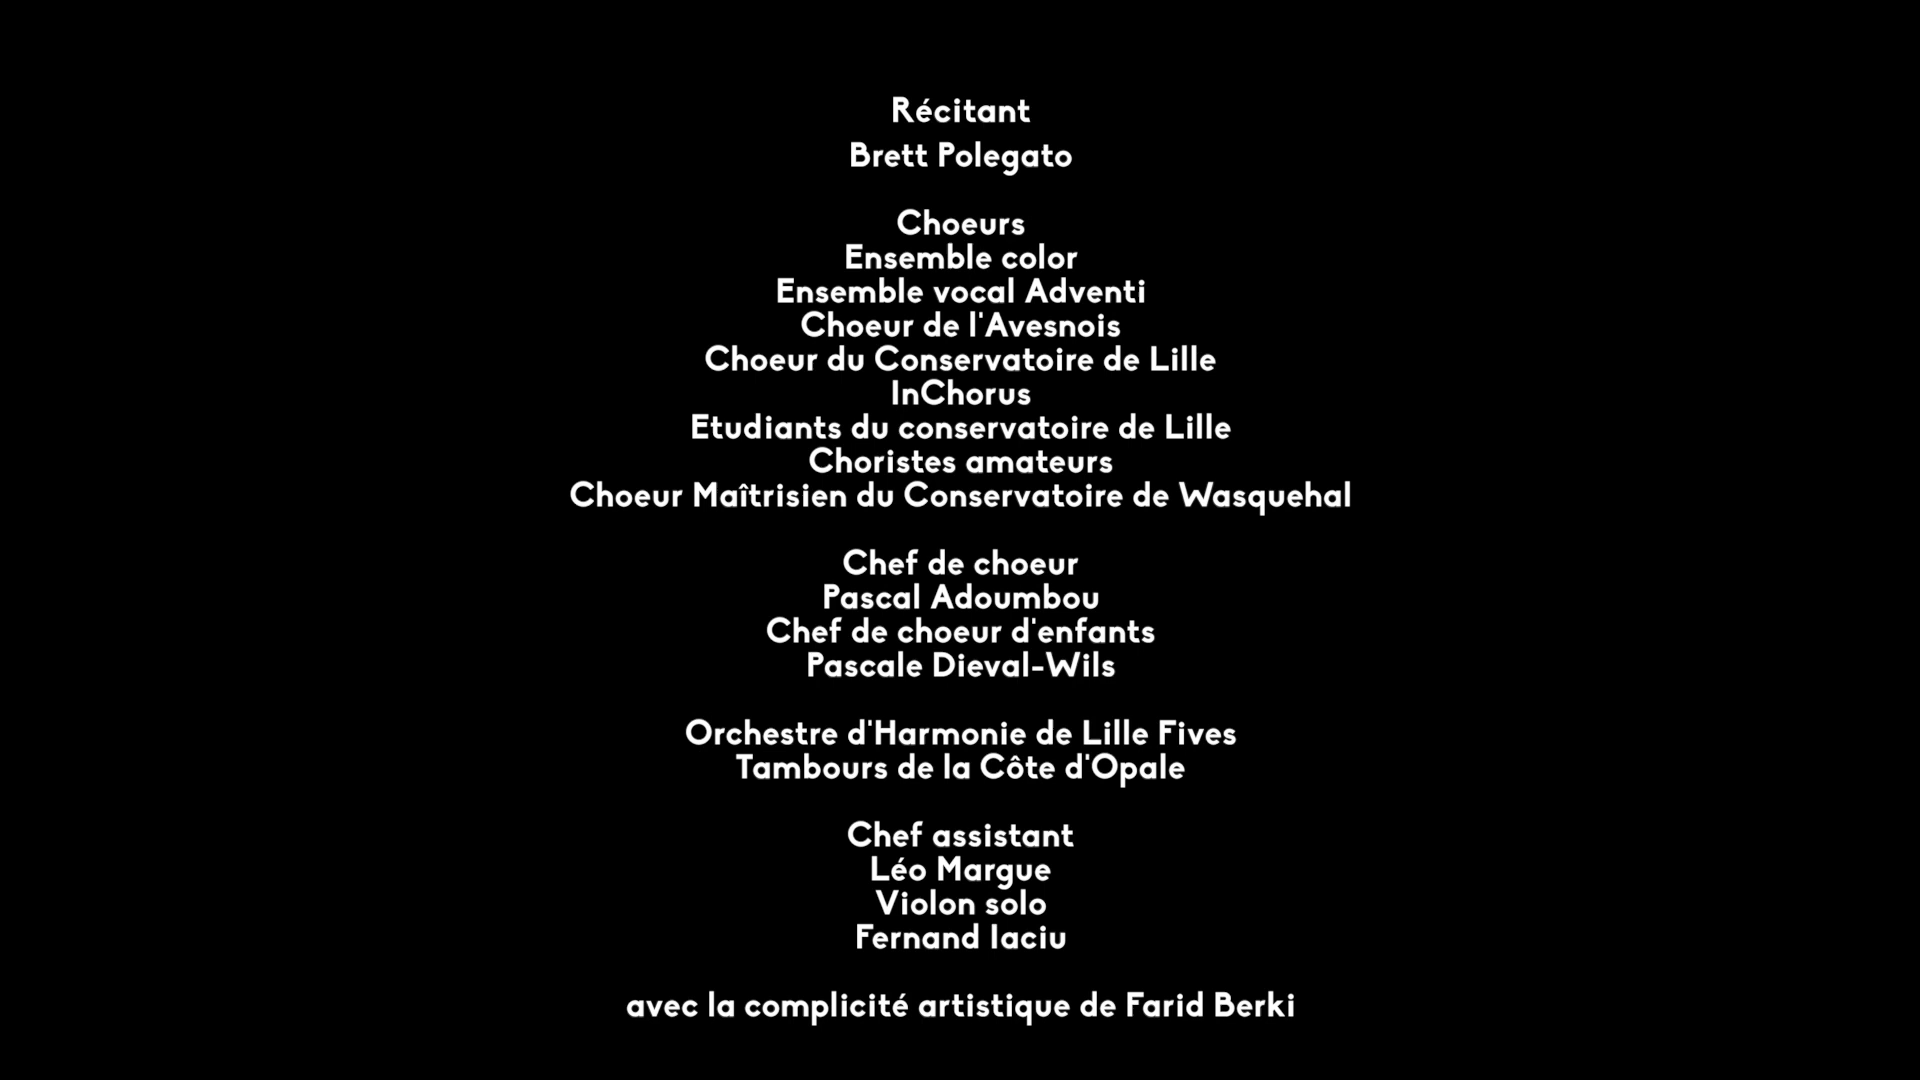 Récitant
Brett Polegato
Choeurs
Ensemble color
Ensemble vocal Adventi
Choeur de l'Avesnois
Choeur du Conservatoire de Lille
InChorus
Etudiants du conservatoire de Lille
Choristes amateurs
Choeur Maîtrisien du Conservatoire de Wasquehal
Chef de choeur
Pascal Adoumbou
Chef de choeur d'enfants
Pascale Dieval-Wils
Orchestre d'Harmonie de Lille Fives
Tambours de la Côte d'Opale
Chef assistant
Léo Margue
Violon solo
Fernand Iaciu
avec la complicité artistique de Farid Berki